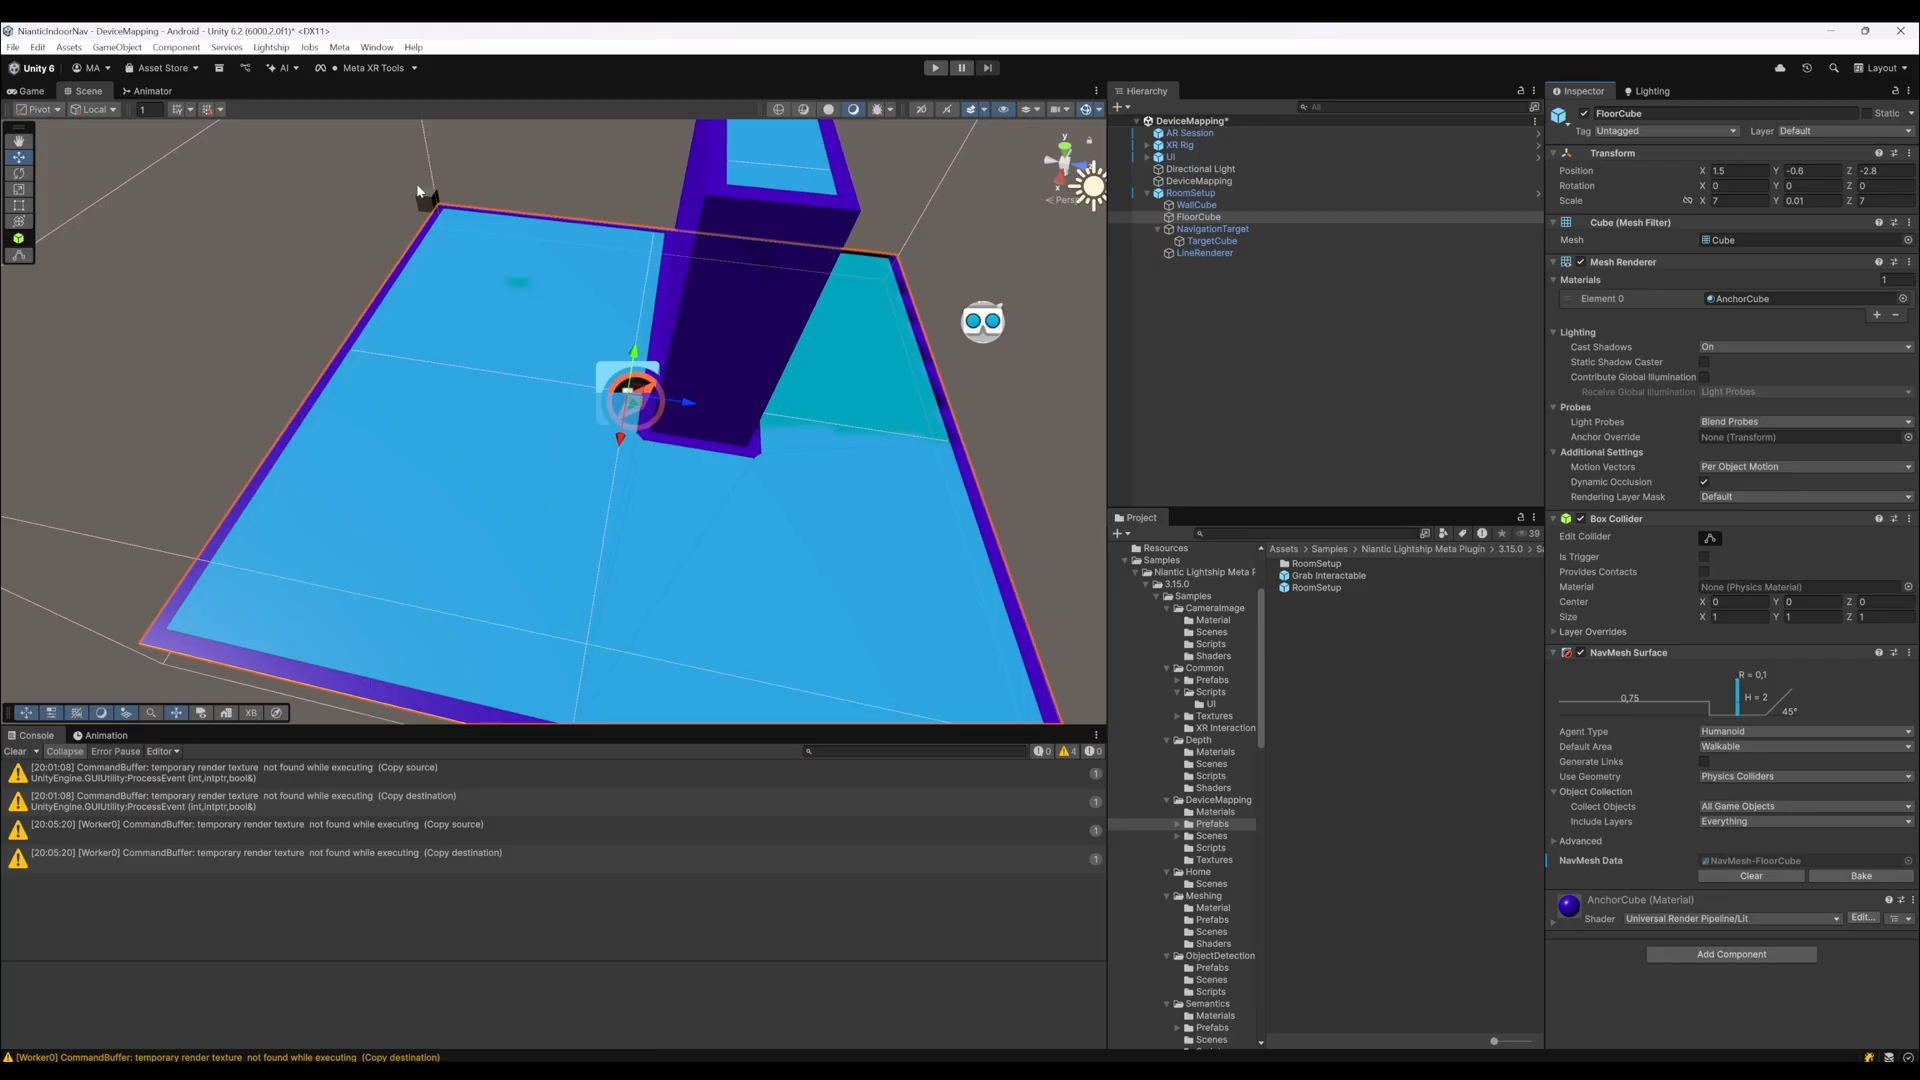 NianticIndoorNav - DeviceMapping - Android - Unity 6.2 (6000.2.0f1)* <DX11>
File Edit Assets GameObject Component Services Lightship Jobs Meta Window Help
Unity 6 MA Asset Store AI Meta XR Tools Layout
Game Scene Animator
Pivot Local 1
y
x
< Persp
Hierarchy
All
DeviceMapping*
AR Session
XR Rig
UI
Directional Light
DeviceMapping
RoomSetup
WallCube
FloorCube
NavigationTarget
TargetCube
LineRenderer
Console Animation
Clear Collapse Error Pause Editor
0 4 0
[20:01:08] CommandBuffer: temporary render texture not found while executing (Copy source)
UnityEngine.GUIUtility:ProcessEvent (int,intptr,bool&)
1
[20:01:08] CommandBuffer: temporary render texture not found while executing (Copy destination)
UnityEngine.GUIUtility:ProcessEvent (int,intptr,bool&)
1
[20:05:20] [Worker0] CommandBuffer: temporary render texture not found while executing (Copy source)
1
[20:05:20] [Worker0] CommandBuffer: temporary render texture not found while executing (Copy destination)
1
[Worker0] CommandBuffer: temporary render texture not found while executing (Copy destination)
Project
39
Resources
Samples
Niantic Lightship Meta P
3.15.0
Samples
CameraImage
Material
Scenes
Scripts
Shaders
Common
Prefabs
Scripts
UI
Textures
XR Interaction
Depth
Materials
Scenes
Scripts
Shaders
DeviceMapping
Materials
Prefabs
Scenes
Scripts
Textures
Home
Scenes
Meshing
Material
Prefabs
Scenes
Shaders
ObjectDetection
Prefabs
Scenes
Scripts
Semantics
Materials
Prefabs
Scenes
Assets > Samples > Niantic Lightship Meta Plugin > 3.15.0 > S
RoomSetup
Grab Interactable
RoomSetup
Inspector Lighting
FloorCube Static
Tag Untagged Layer Default
Transform
Position X 1.5 Y -0.6 Z -2.8
Rotation X 0 Y 0 Z 0
Scale X 7 Y 0.01 Z 7
Cube (Mesh Filter)
Mesh Cube
Mesh Renderer
Materials 1
Element 0 AnchorCube
Lighting
Cast Shadows On
Static Shadow Caster
Contribute Global Illumination
Receive Global Illumination Light Probes
Probes
Light Probes Blend Probes
Anchor Override None (Transform)
Additional Settings
Motion Vectors Per Object Motion
Dynamic Occlusion
Rendering Layer Mask Default
Box Collider
Edit Collider
Is Trigger
Provides Contacts
Material None (Physics Material)
Center X 0 Y 0 Z 0
Size X 1 Y 1 Z 1
Layer Overrides
NavMesh Surface
R = 0,1
0,75 H = 2
45°
Agent Type Humanoid
Default Area Walkable
Generate Links
Use Geometry Physics Colliders
Object Collection
Collect Objects All Game Objects
Include Layers Everything
Advanced
NavMesh Data NavMesh-FloorCube
Clear Bake
AnchorCube (Material)
Shader Universal Render Pipeline/Lit Edit...
Add Component